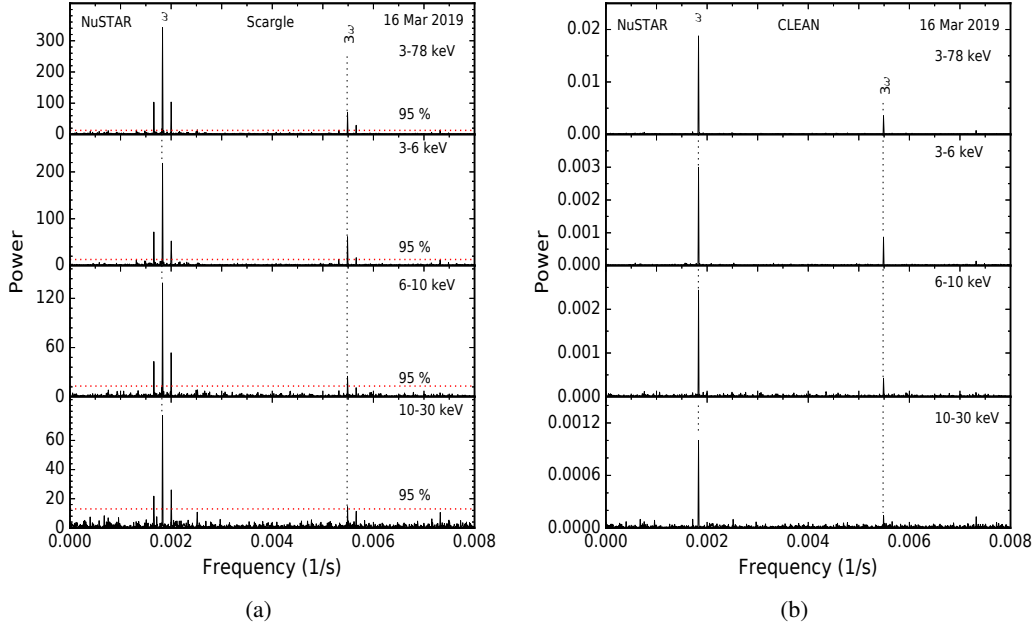 NuSTAR ω Scargle 3ω 16 Mar 2019
300
200
100
0
3-78 keV
95 %
200
100
0
3-6 keV
95 %
120
60
0
6-10 keV
95 %
60
40
20
0
10-30 keV
95 %
Power
0.000 0.002 0.004 0.006 0.008
Frequency (1/s)
(a)
NuSTAR ω CLEAN 16 Mar 2019
0.02
0.01
0.00
3-78 keV
3ω
0.003
0.002
0.001
0.000
3-6 keV
0.002
0.001
0.000
6-10 keV
0.0012
0.0006
0.0000
10-30 keV
Power
0.000 0.002 0.004 0.006 0.008
Frequency (1/s)
(b)